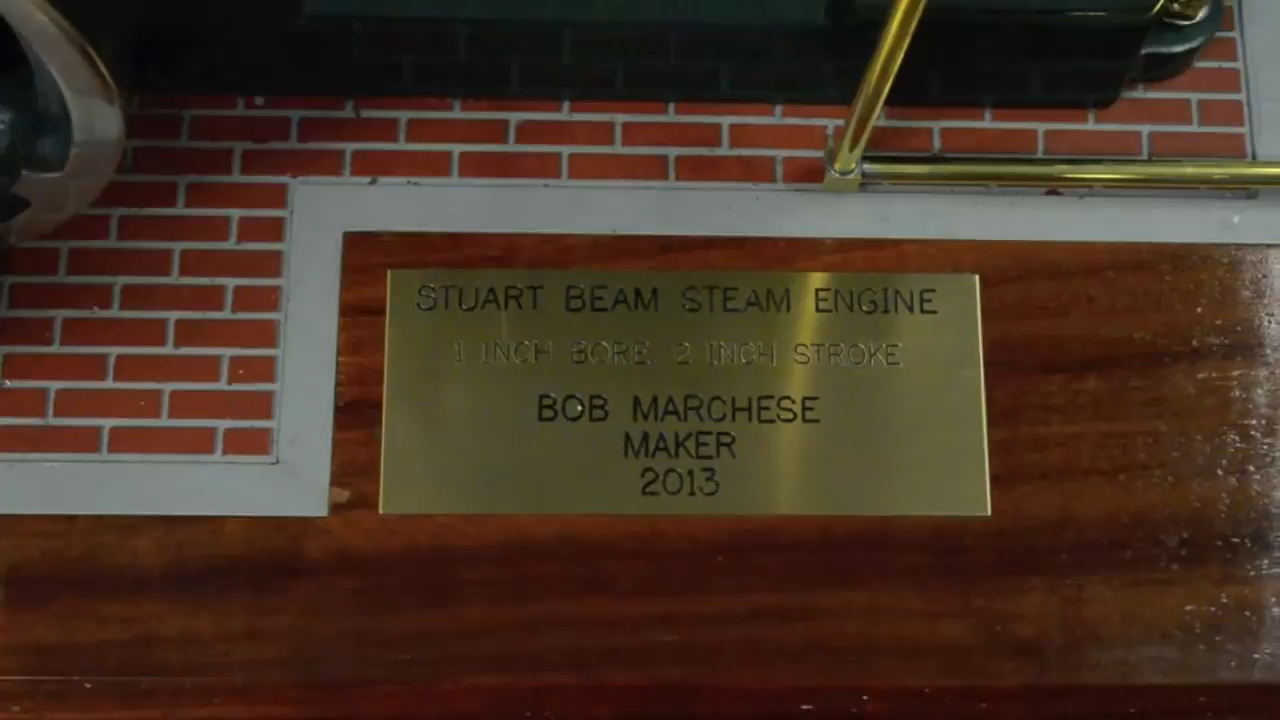 STUART BEAM STEAM ENGINE
1 INCH BORE 2 INCH STROKE
BOB MARCHESE
MAKER
2013